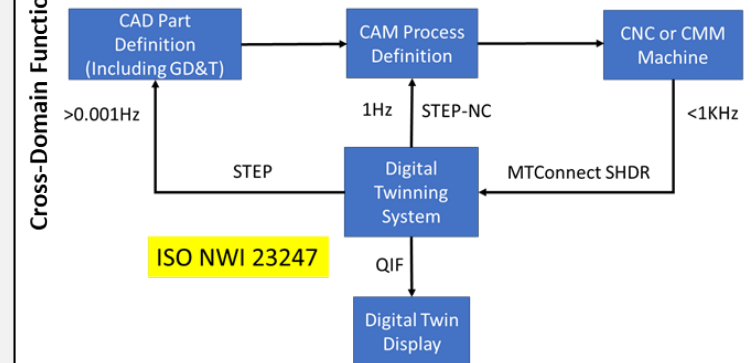 Cross-Domain Functio
CAD Part
Definition
(Including GD&T)
CAM Process
Definition
CNC or CMM
Machine
>0.001Hz
1Hz
STEP-NC
<1KHz
STEP
Digital
Twinning
System
MTConnect SHDR
ISO NWI 23247
QIF
Digital Twin
Display